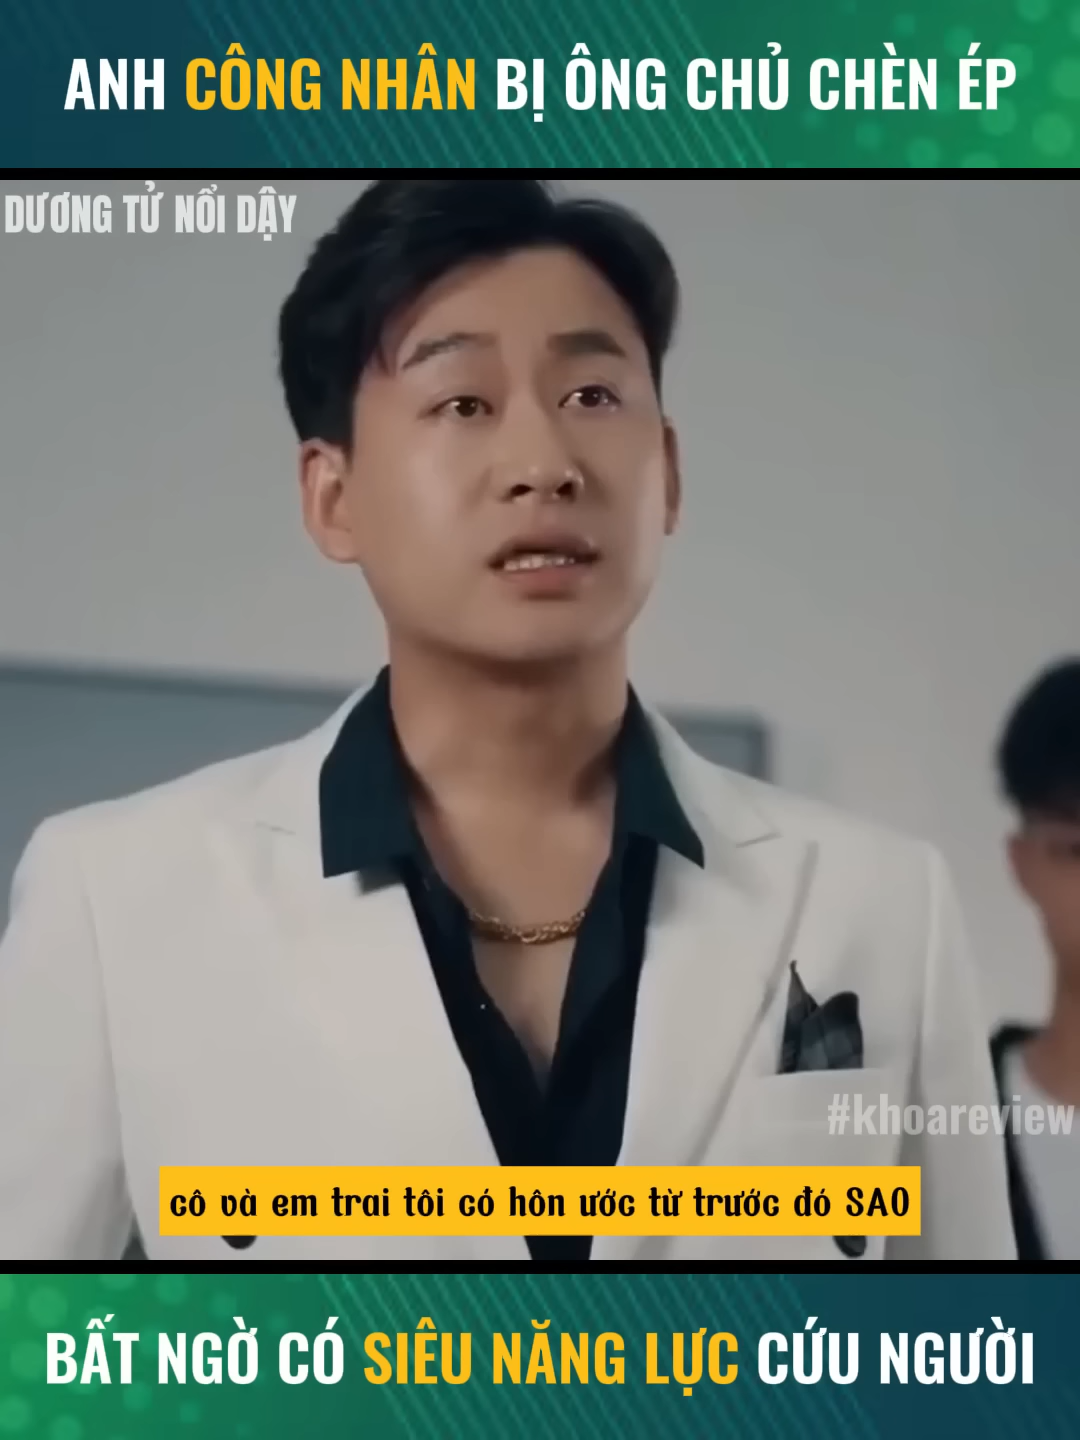 ANH CÔNG NHÂN BỊ ÔNG CHỦ CHÈN ÉP
DƯƠNG TỬ NỔI DẬY
#khoareview
cô và em trai tôi có hôn ước từ trước đó SAO
BẤT NGỜ CÓ SIÊU NĂNG LỰC CỨU NGƯỜI